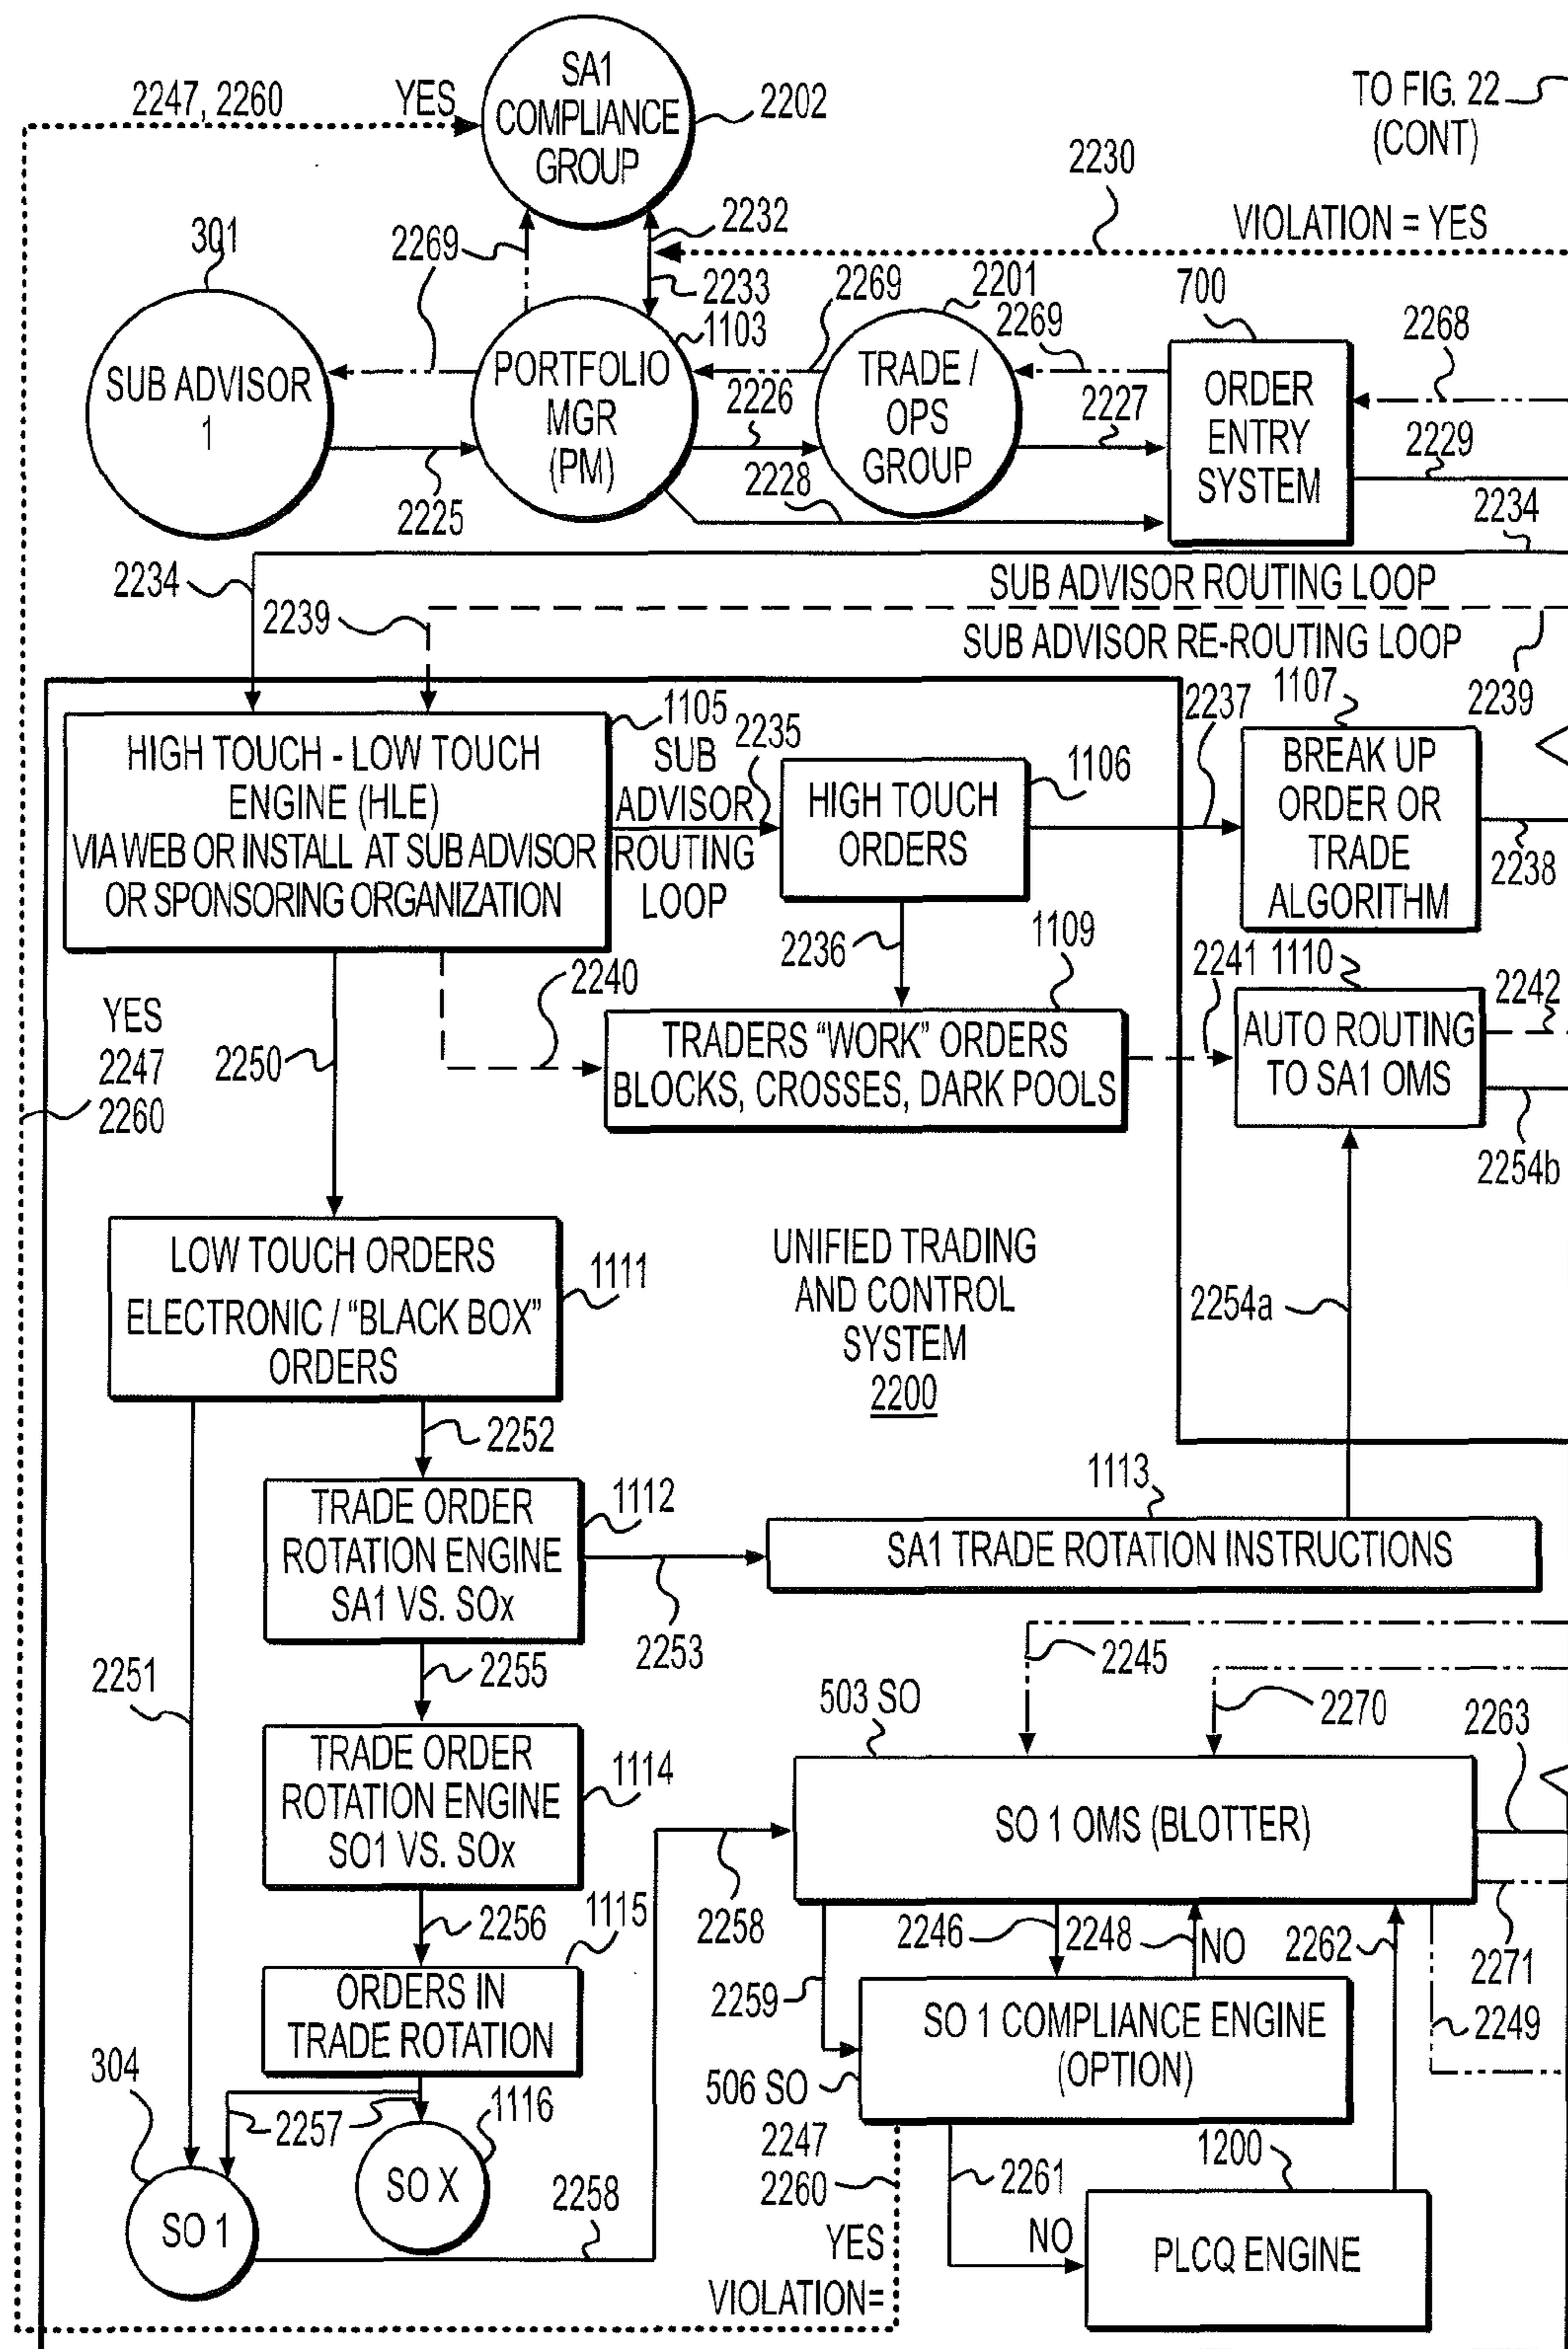 SA1
COMPLIANCE
GROUP
2202
2247, 2260
YES
TO FIG. 22
(CONT)
2230
VIOLATION = YES
2232
2233
2269
301
SUB ADVISOR
1
2225
1103
PORTFOLIO
MGR
(PM)
2269
2226
2228
2201
2269
TRADE /
OPS
GROUP
2227
700
ORDER
ENTRY
SYSTEM
2268
2229
2234
2234
SUB ADVISOR ROUTING LOOP
2239
SUB ADVISOR RE-ROUTING LOOP
2239
1105
HIGH TOUCH - LOW TOUCH
ENGINE (HLE)
VIA WEB OR INSTALL AT SUB ADVISOR
OR SPONSORING ORGANIZATION
2235
SUB
ADVISOR
ROUTING
LOOP
1106
HIGH TOUCH
ORDERS
2237
1107
BREAK UP
ORDER OR
TRADE
ALGORITHM
2238
2236
1109
2240
TRADERS “WORK” ORDERS
BLOCKS, CROSSES, DARK POOLS
2241
1110
AUTO ROUTING
TO SA1 OMS
2242
2254b
YES
2247
2260
2250
LOW TOUCH ORDERS
ELECTRONIC / “BLACK BOX”
ORDERS
1111
UNIFIED TRADING
AND CONTROL
SYSTEM
2200
2254a
2252
TRADE ORDER
ROTATION ENGINE
SA1 VS. SOx
1112
2253
1113
SA1 TRADE ROTATION INSTRUCTIONS
2251
2255
TRADE ORDER
ROTATION ENGINE
SO1 VS. SOx
1114
2245
2270
503 SO
SO 1 OMS (BLOTTER)
2263
2271
2258
2256
1115
ORDERS IN
TRADE ROTATION
2259
2246
2248
NO
2262
2249
SO 1 COMPLIANCE ENGINE
(OPTION)
506 SO
2247
2260
YES
VIOLATION=
304
2257
1116
SO X
SO 1
2258
2261
NO
1200
PLCQ ENGINE